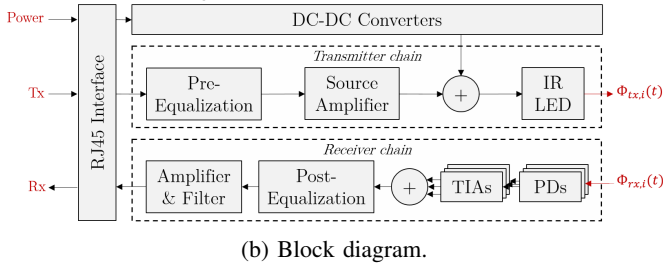 Power
DC-DC Converters
Transmitter chain
RJ45 Interface
Tx
Pre-
Equalization
Source
Amplifier
+
IR
LED
Φtx,i(t)
Receiver chain
Rx
Amplifier
& Filter
Post-
Equalization
+
TIAs
PDs
Φrx,i(t)
(b) Block diagram.